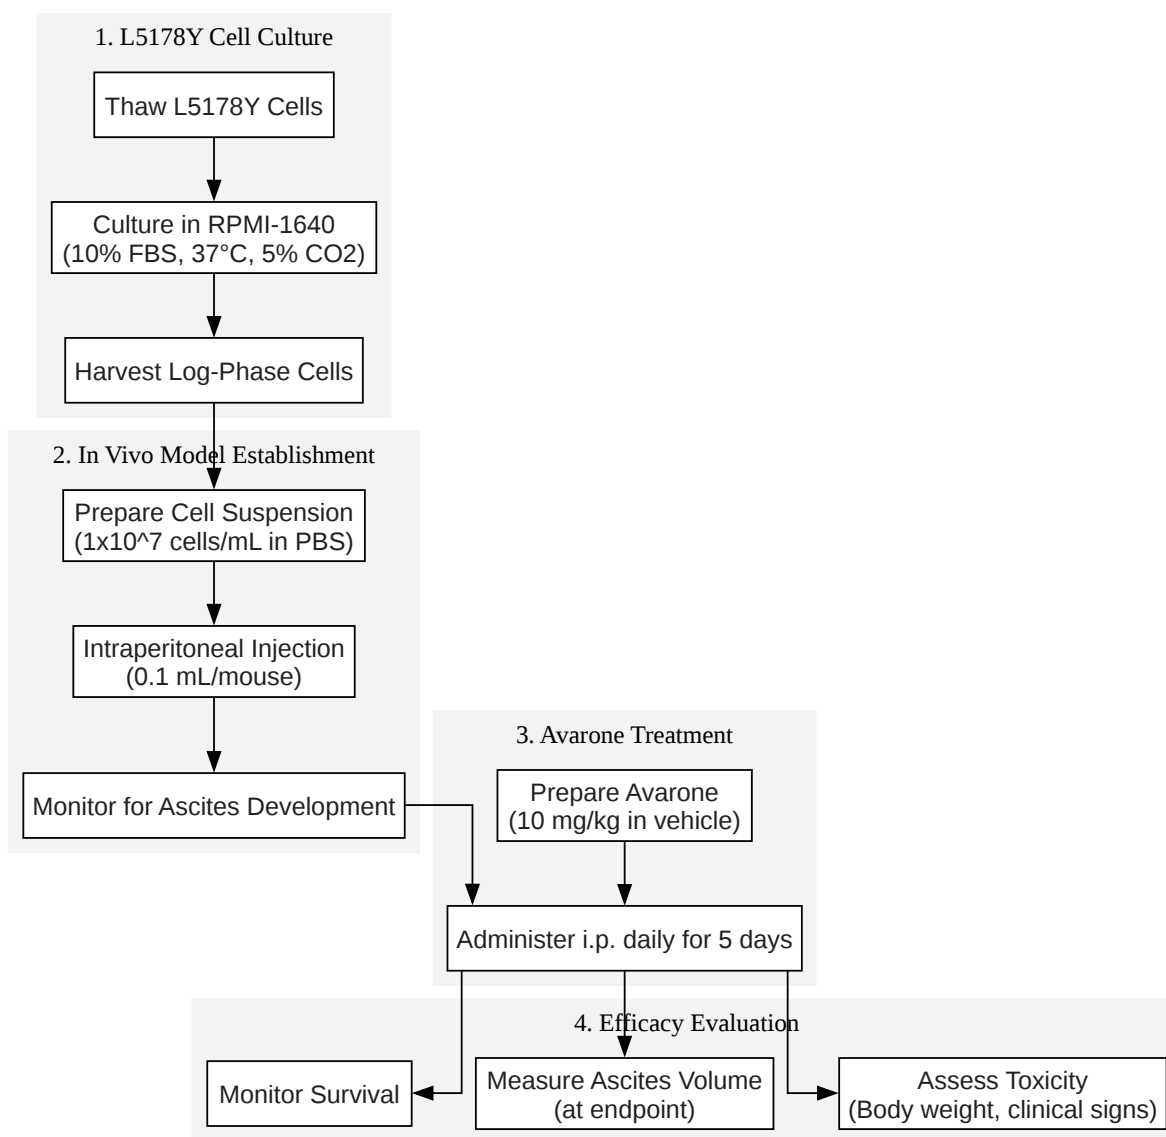 1. L5178Y Cell Culture
Thaw L5178Y Cells
Culture in RPMI-1640
(10% FBS, 37°C, 5% CO2)
Harvest Log-Phase Cells
2. In Vivo Model Establishment
Prepare Cell Suspension
(1x10^7 cells/mL in PBS)
Intraperitoneal Injection
(0.1 mL/mouse)
Monitor for Ascites Development
3. Avarone Treatment
Prepare Avarone
(10 mg/kg in vehicle)
Administer i.p. daily for 5 days
4. Efficacy Evaluation
Monitor Survival
Measure Ascites Volume
(at endpoint)
Assess Toxicity
(Body weight, clinical signs)